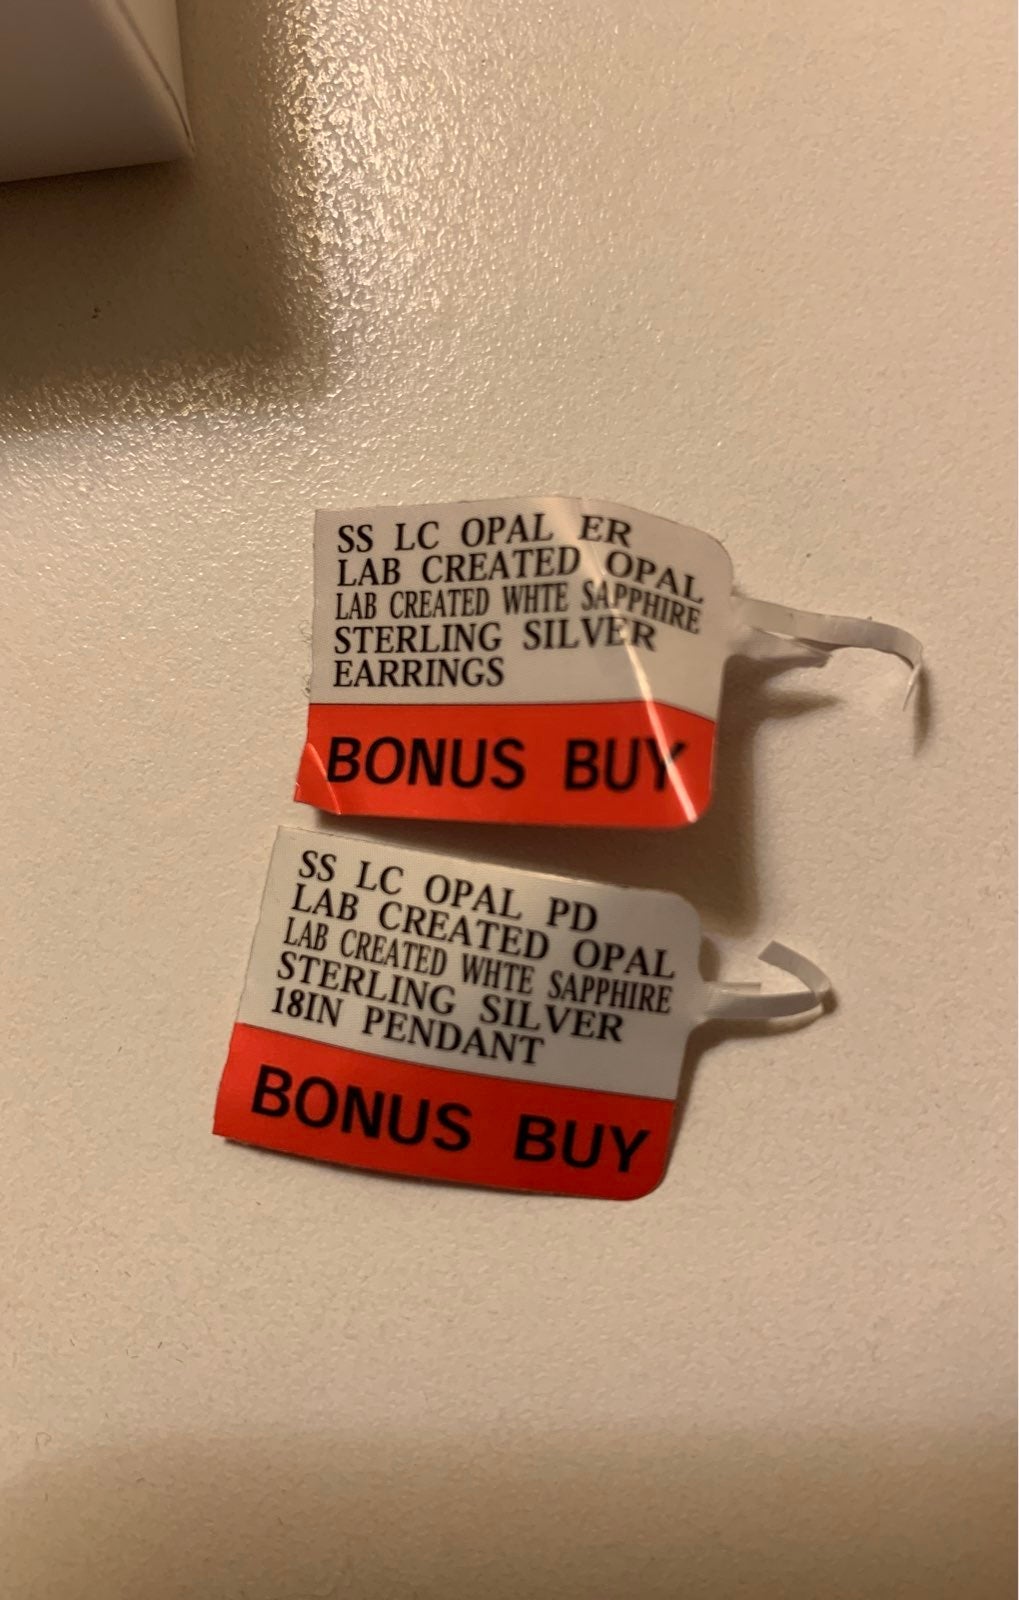 SS LC OPAL ER
LAB CREATED OPAL
LAB CREATED WHTE SAPPHIRE
STERLING SILVER
EARRINGS
BONUS BUY
SS LC OPAL PD
LAB CREATED OPAL
LAB CREATED WHTE SAPPHIRE
STERLING SILVER
18IN PENDANT
BONUS BUY